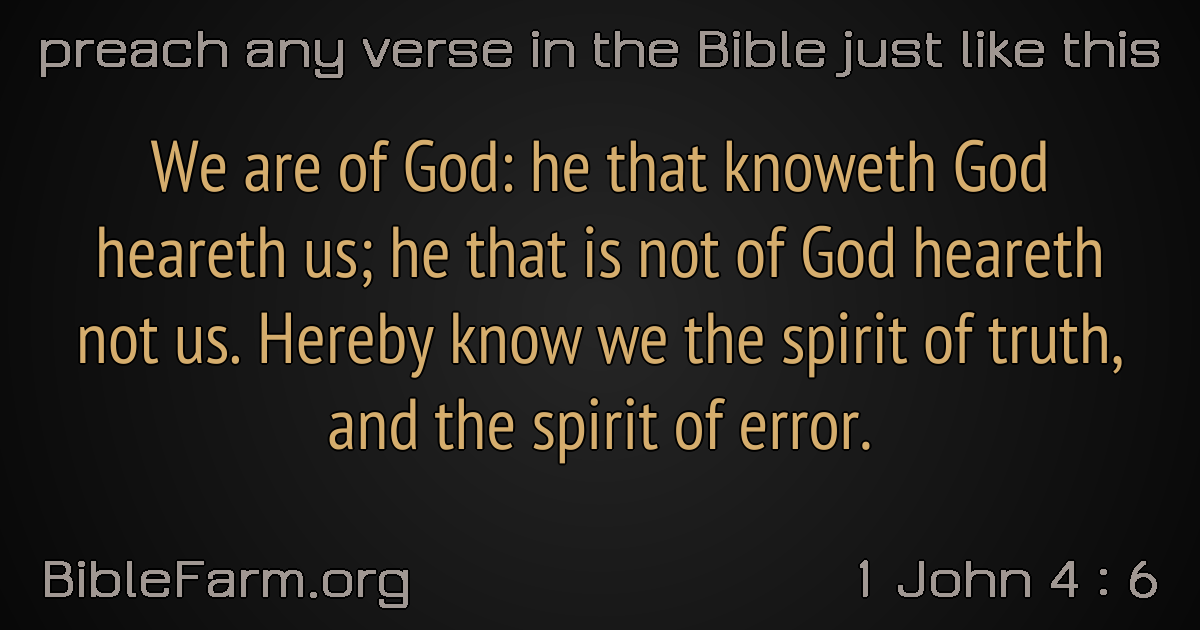 preach any verse in the Bible just like this
We are of God: he that knoweth God
heareth us; he that is not of God heareth
not us. Hereby know we the spirit of truth,
and the spirit of error.
BibleFarm.org
1 John 4 : 6